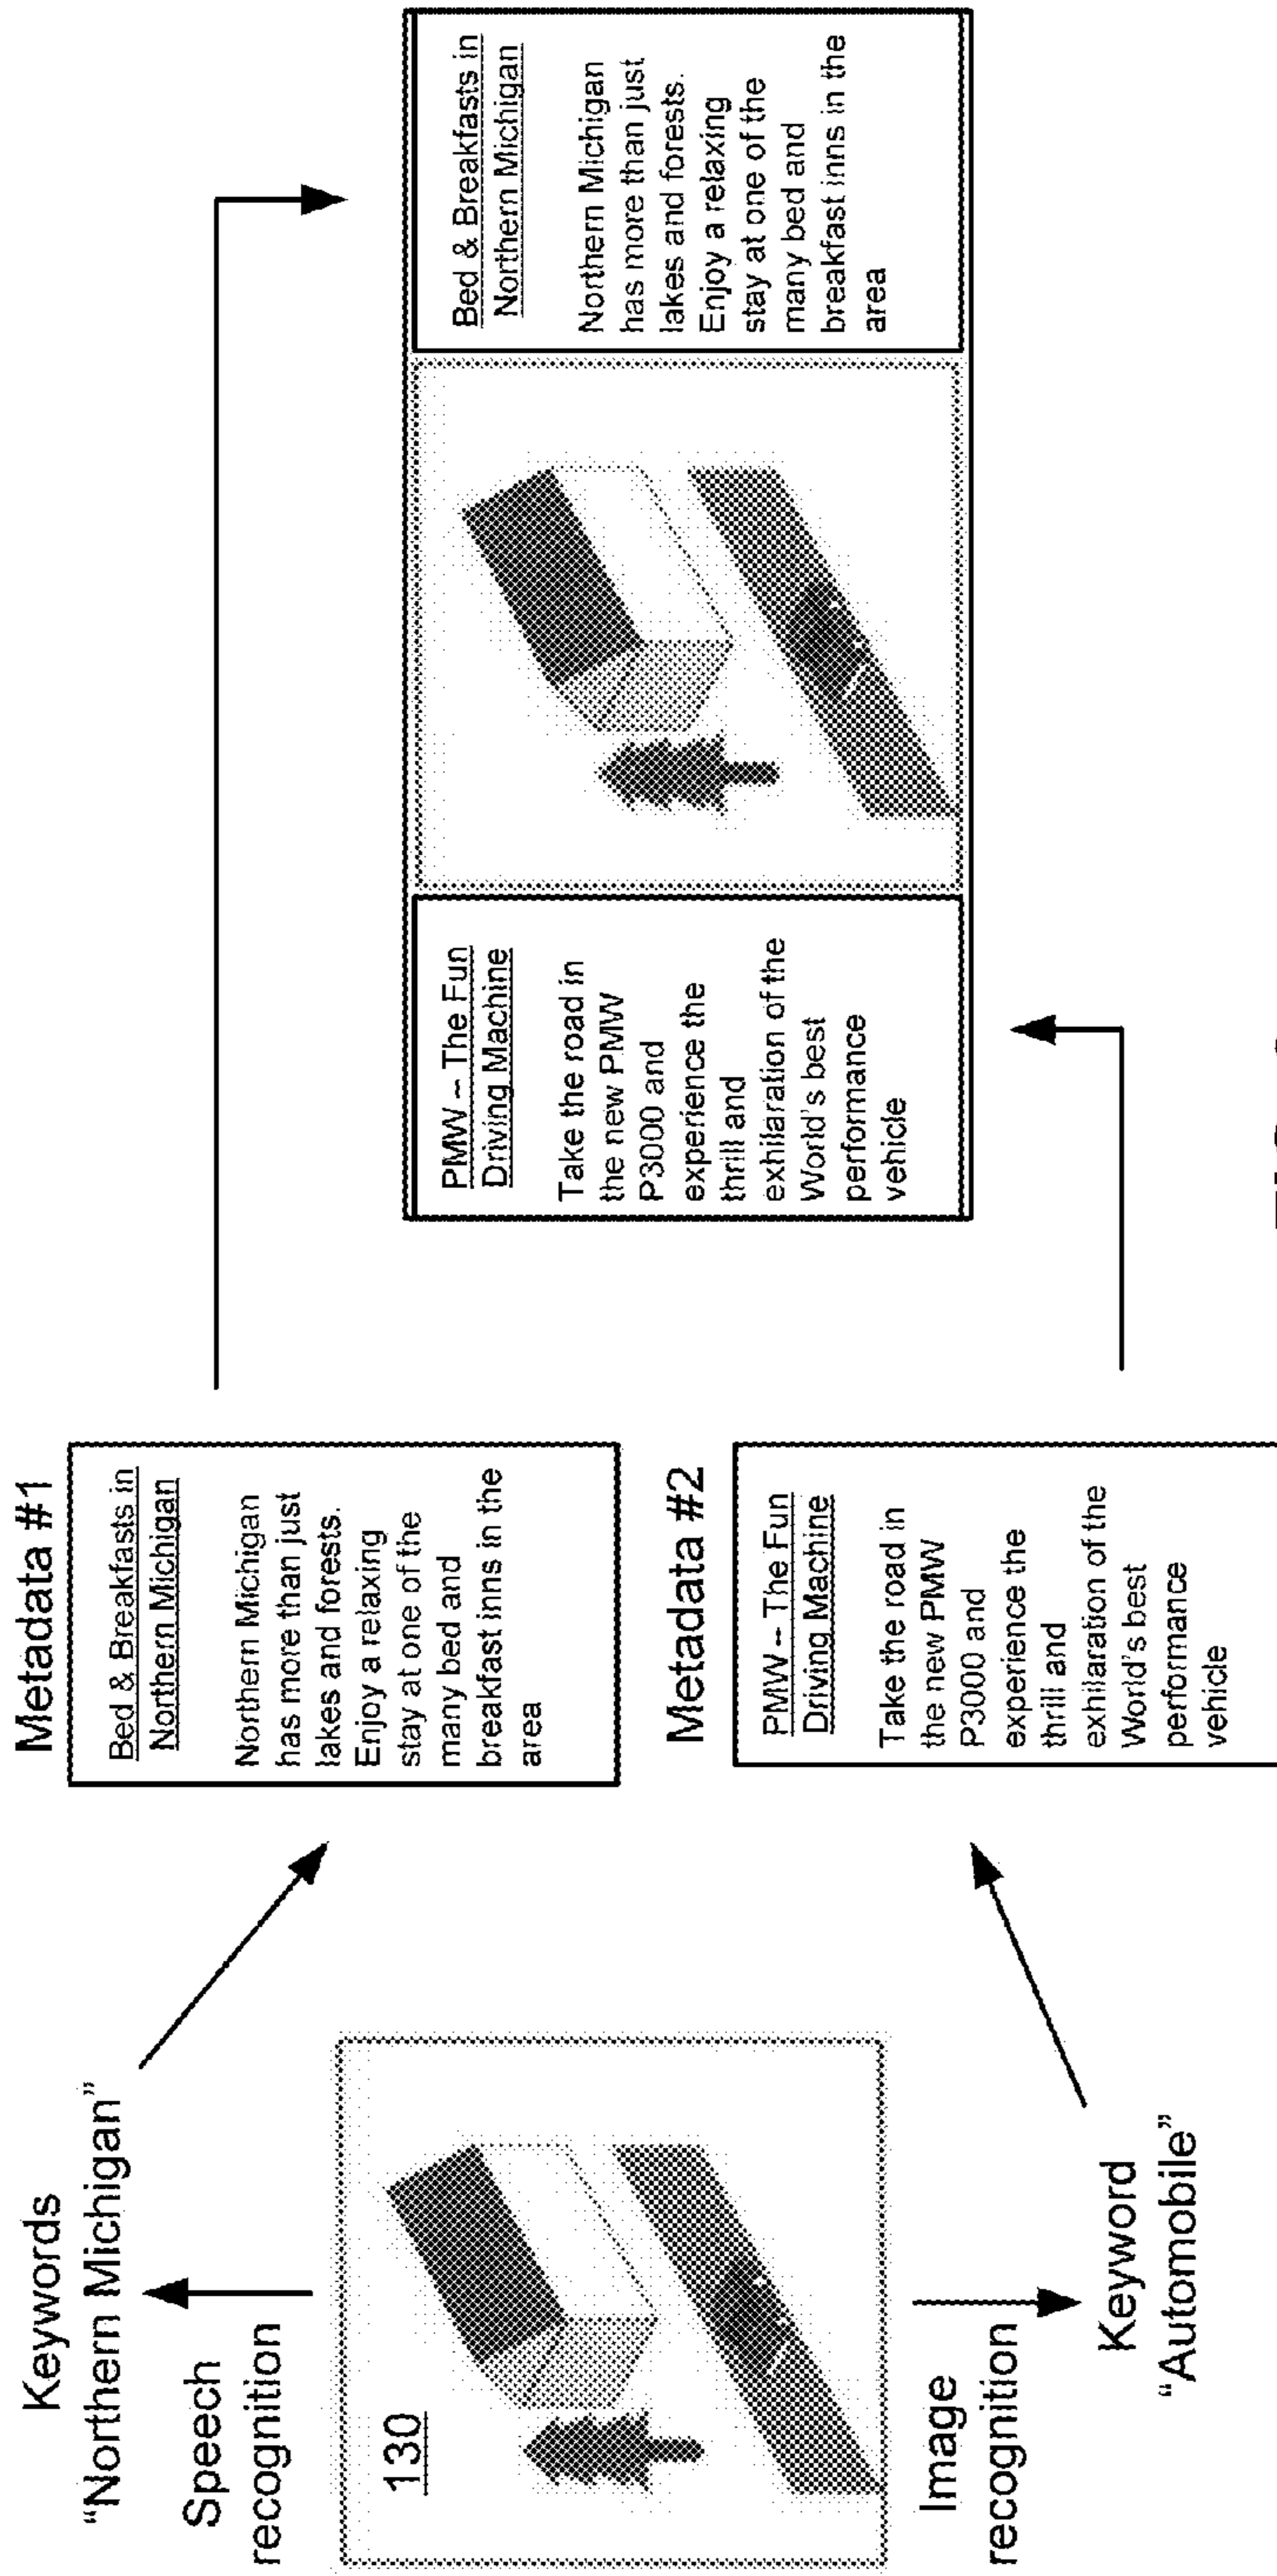 Keywords
“Northern Michigan”
Speech
recognition
130
Image
recognition
Keyword
“Automobile”
Metadata #1
Bed & Breakfasts in
Northern Michigan
Northern Michigan
has more than just
lakes and forests.
Enjoy a relaxing
stay at one of the
many bed and
breakfast inns in the
area
Metadata #2
PMW -- The Fun
Driving Machine
Take the road in
the new PMW
P3000 and
experience the
thrill and
exhilaration of the
World's best
performance
vehicle
PMW -- The Fun
Driving Machine
Take the road in
the new PMW
P3000 and
experience the
thrill and
exhilaration of the
World's best
performance
vehicle
Bed & Breakfasts in
Northern Michigan
Northern Michigan
has more than just
lakes and forests.
Enjoy a relaxing
stay at one of the
many bed and
breakfast inns in the
area